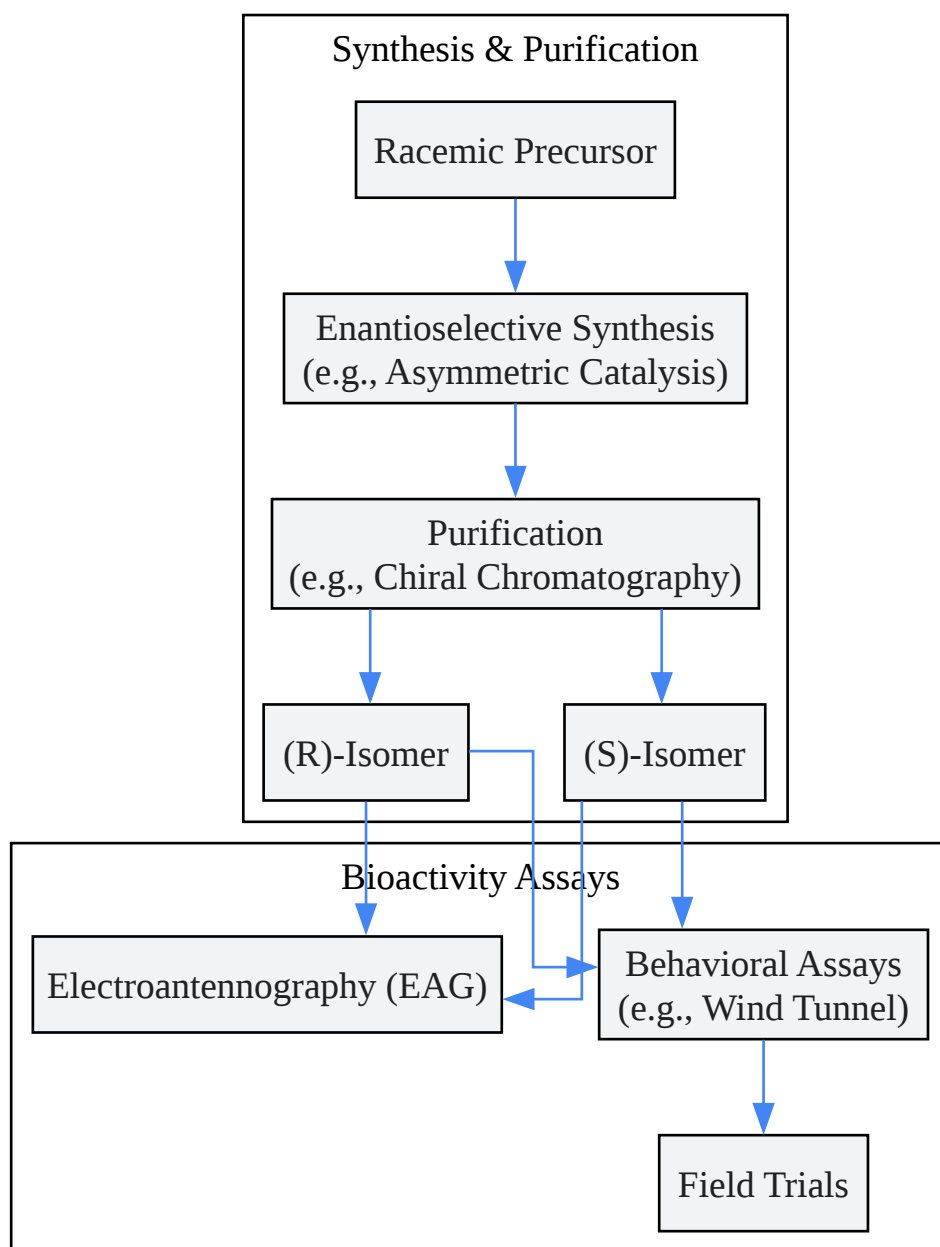 Synthesis & Purification
Racemic Precursor
Enantioselective Synthesis
(e.g., Asymmetric Catalysis)
Purification
(e.g., Chiral Chromatography)
(R)-Isomer
(S)-Isomer
Bioactivity Assays
Electroantennography (EAG)
Behavioral Assays
(e.g., Wind Tunnel)
Field Trials